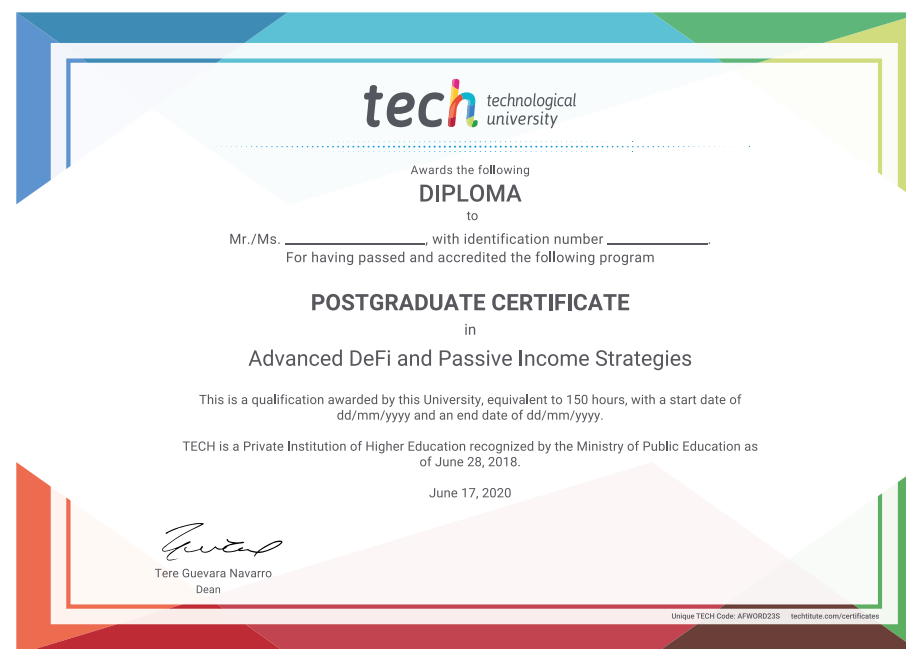 tech technological
university
Awards the following
DIPLOMA
to
Mr./Ms. ____________________, with identification number ______________.
For having passed and accredited the following program
POSTGRADUATE CERTIFICATE
in
Advanced DeFi and Passive Income Strategies
This is a qualification awarded by this University, equivalent to 150 hours, with a start date of
dd/mm/yyyy and an end date of dd/mm/yyyy.
TECH is a Private Institution of Higher Education recognized by the Ministry of Public Education as
of June 28, 2018.
June 17, 2020
Tere Guevara Navarro
Dean
Unique TECH Code: AFWORD23S techtitute.com/certificates